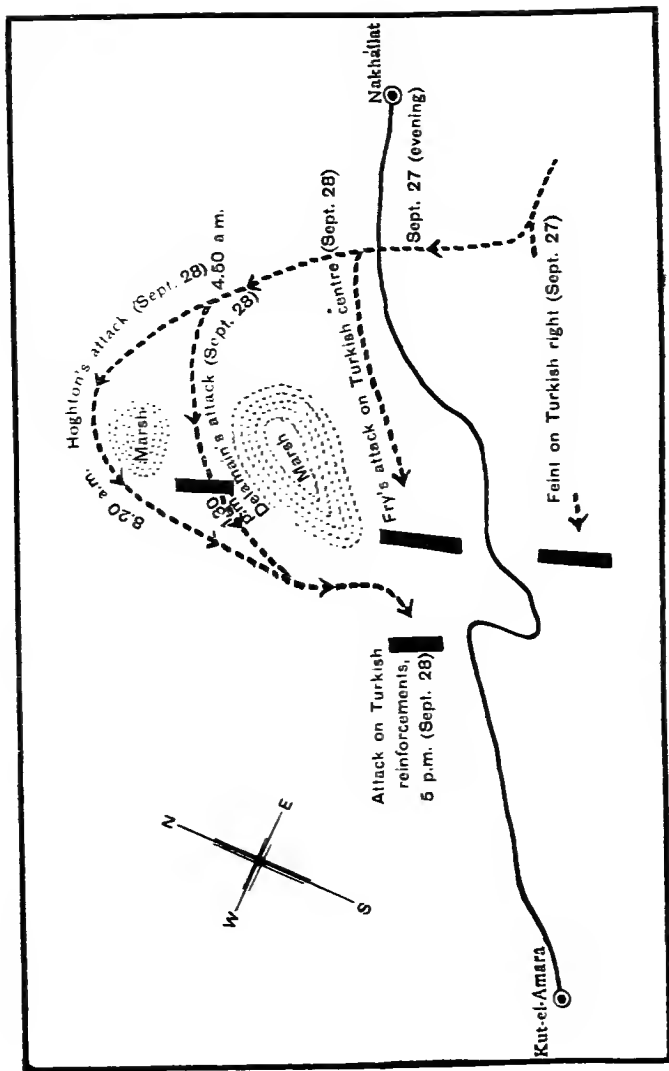 Nakhailat
Sept. 27 (evening)
Feint on Turkish right (Sept. 27)
Hoghton's attack (Sept. 28)
4.50 a m.
Delamain's attack (Sept. 28)
Fry's attack on Turkish centre (Sept. 28)
Marsh
Marsh
8.20 a.m.
p.m.
Attack on Turkish
reinforcements,
5 p.m. (Sept. 28)
N
E
W
S
Kut-el-Amara